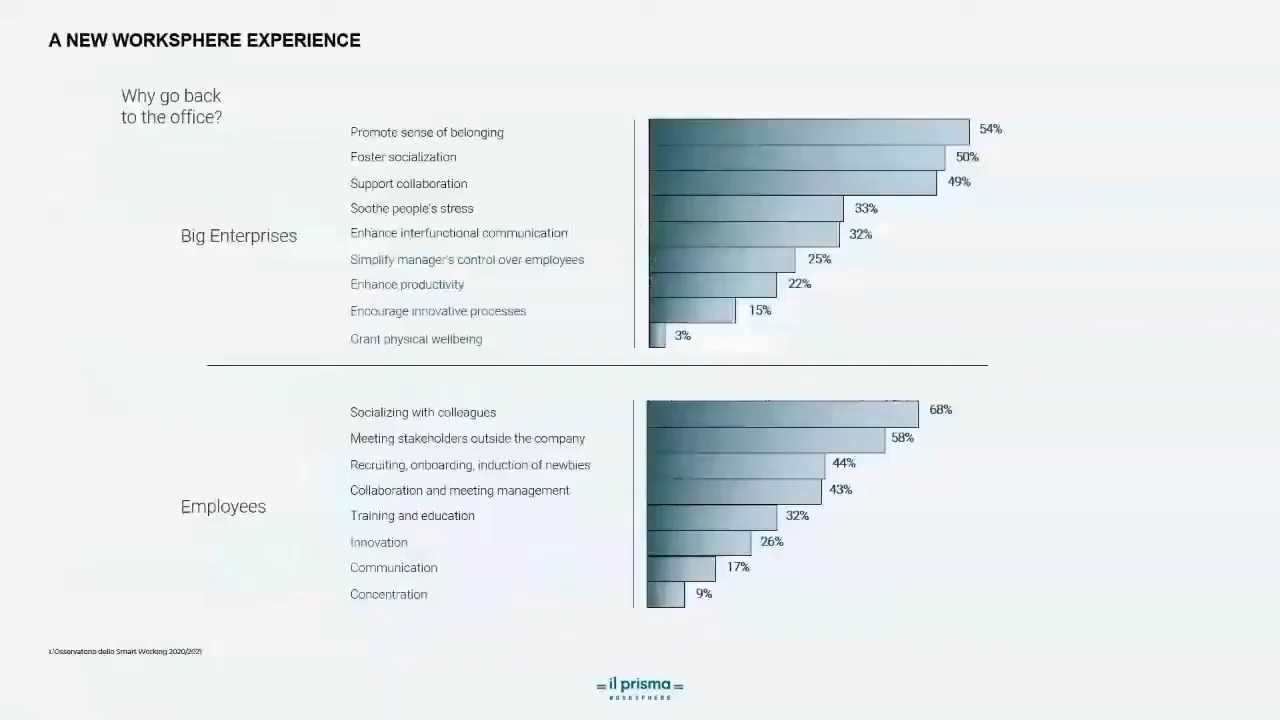 A NEW WORKSPHERE EXPERIENCE
Why go back
to the office?
Big Enterprises
Promote sense of belonging 54%
Foster socialization 50%
Support collaboration 49%
Soothe people's stress 33%
Enhance interfunctional communication 32%
Simplify manager's control over employees 25%
Enhance productivity 22%
Encourage innovative processes 15%
Grant physical wellbeing 3%
Employees
Socializing with colleagues 68%
Meeting stakeholders outside the company 58%
Recruiting, onboarding, induction of newbies 44%
Collaboration and meeting management 43%
Training and education 32%
Innovation 26%
Communication 17%
Concentration 9%
L'Osservatorio dello Smart Working 2020/2021
il prisma
WORKSPHERE